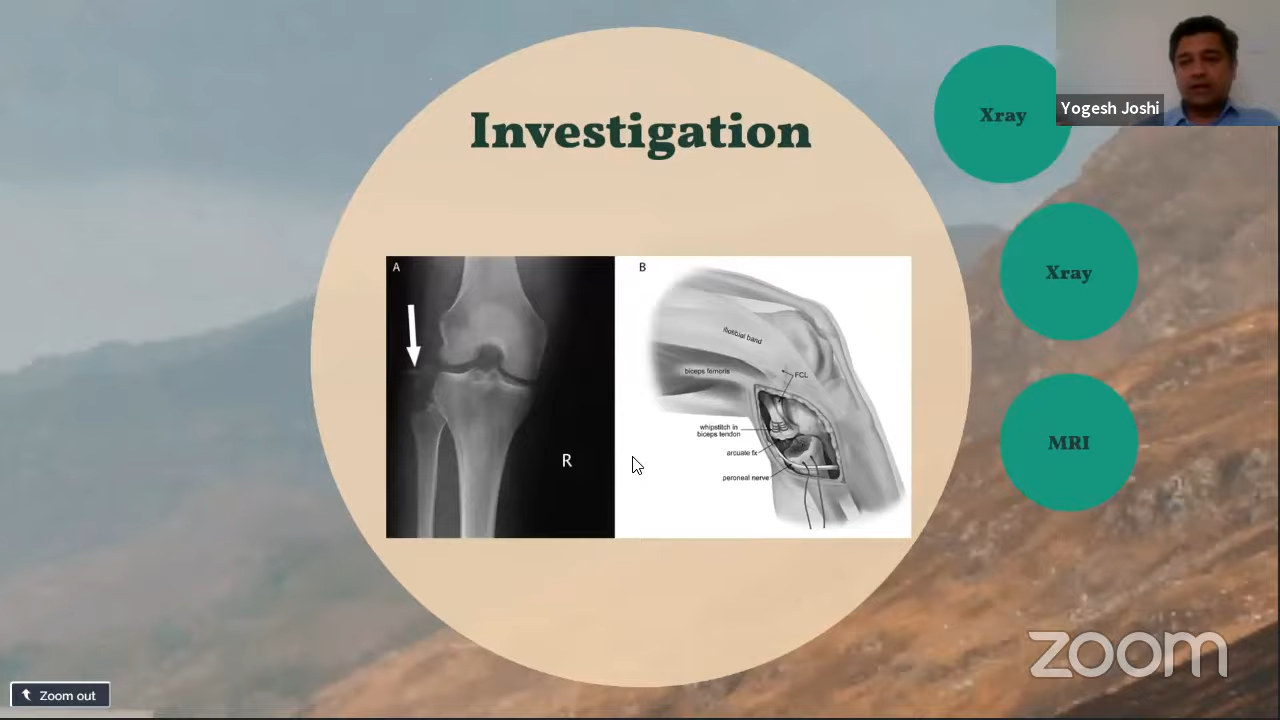 Investigation
Xray
Yogesh Joshi
Xray
MRI
A
R
B
iliotibial band
biceps femoris
FCL
whipstitch in
biceps tendon
arcuate fx
peroneal nerve
zoom
Zoom out